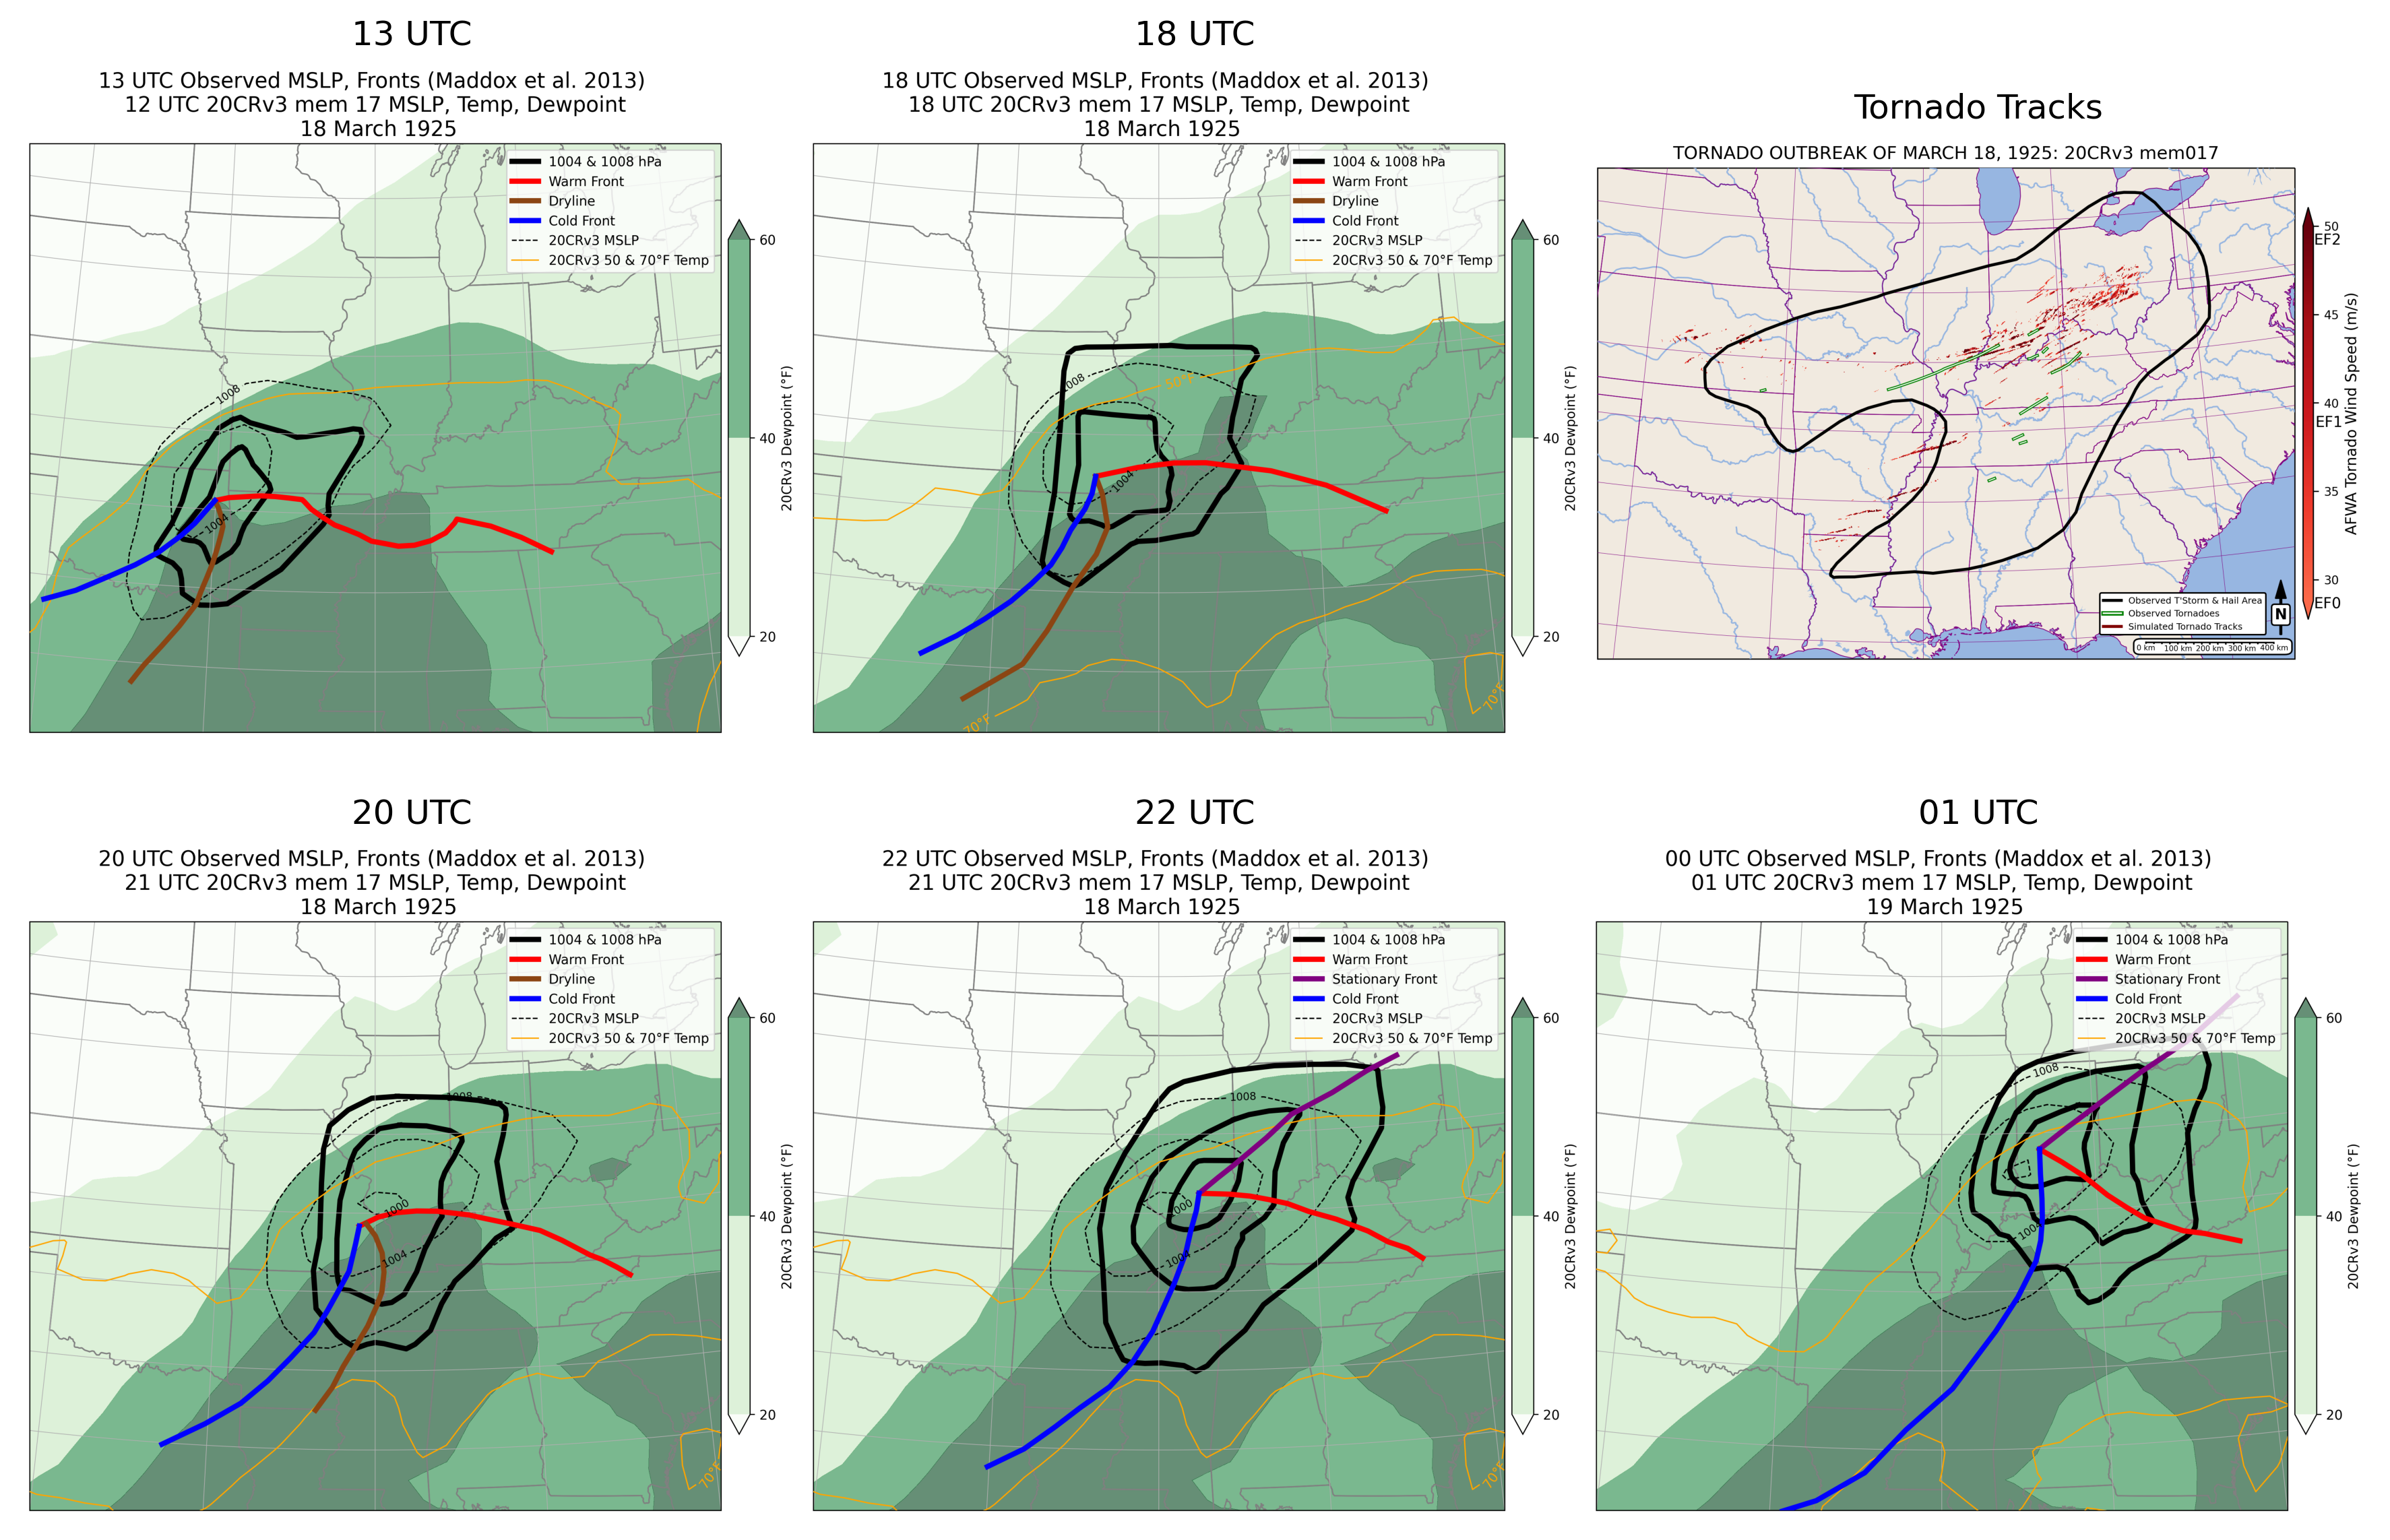 13 UTC
13 UTC Observed MSLP, Fronts (Maddox et al. 2013)
12 UTC 20CRv3 mem 17 MSLP, Temp, Dewpoint
18 March 1925
1004 & 1008 hPa
Warm Front
Dryline
Cold Front
20CRv3 MSLP
20CRv3 50 & 70°F Temp
1008
1004
60
40
20
20CRv3 Dewpoint (°F)
18 UTC
18 UTC Observed MSLP, Fronts (Maddox et al. 2013)
18 UTC 20CRv3 mem 17 MSLP, Temp, Dewpoint
18 March 1925
1004 & 1008 hPa
Warm Front
Dryline
Cold Front
20CRv3 MSLP
20CRv3 50 & 70°F Temp
1008
50°F
1004
70°F
70°F
60
40
20
20CRv3 Dewpoint (°F)
Tornado Tracks
TORNADO OUTBREAK OF MARCH 18, 1925: 20CRv3 mem017
Observed T'Storm & Hail Area
Observed Tornadoes
Simulated Tornado Tracks
N
0 km 100 km 200 km 300 km 400 km
50
EF2
45
40
EF1
35
30
EF0
AFWA Tornado Wind Speed (m/s)
20 UTC
20 UTC Observed MSLP, Fronts (Maddox et al. 2013)
21 UTC 20CRv3 mem 17 MSLP, Temp, Dewpoint
18 March 1925
1004 & 1008 hPa
Warm Front
Dryline
Cold Front
20CRv3 MSLP
20CRv3 50 & 70°F Temp
1008
1000
1004
70°F
60
40
20
20CRv3 Dewpoint (°F)
22 UTC
22 UTC Observed MSLP, Fronts (Maddox et al. 2013)
21 UTC 20CRv3 mem 17 MSLP, Temp, Dewpoint
18 March 1925
1004 & 1008 hPa
Warm Front
Stationary Front
Cold Front
20CRv3 MSLP
20CRv3 50 & 70°F Temp
1008
1000
1004
70°F
60
40
20
20CRv3 Dewpoint (°F)
01 UTC
00 UTC Observed MSLP, Fronts (Maddox et al. 2013)
01 UTC 20CRv3 mem 17 MSLP, Temp, Dewpoint
19 March 1925
1004 & 1008 hPa
Warm Front
Stationary Front
Cold Front
20CRv3 MSLP
20CRv3 50 & 70°F Temp
1008
1004
60
40
20
20CRv3 Dewpoint (°F)